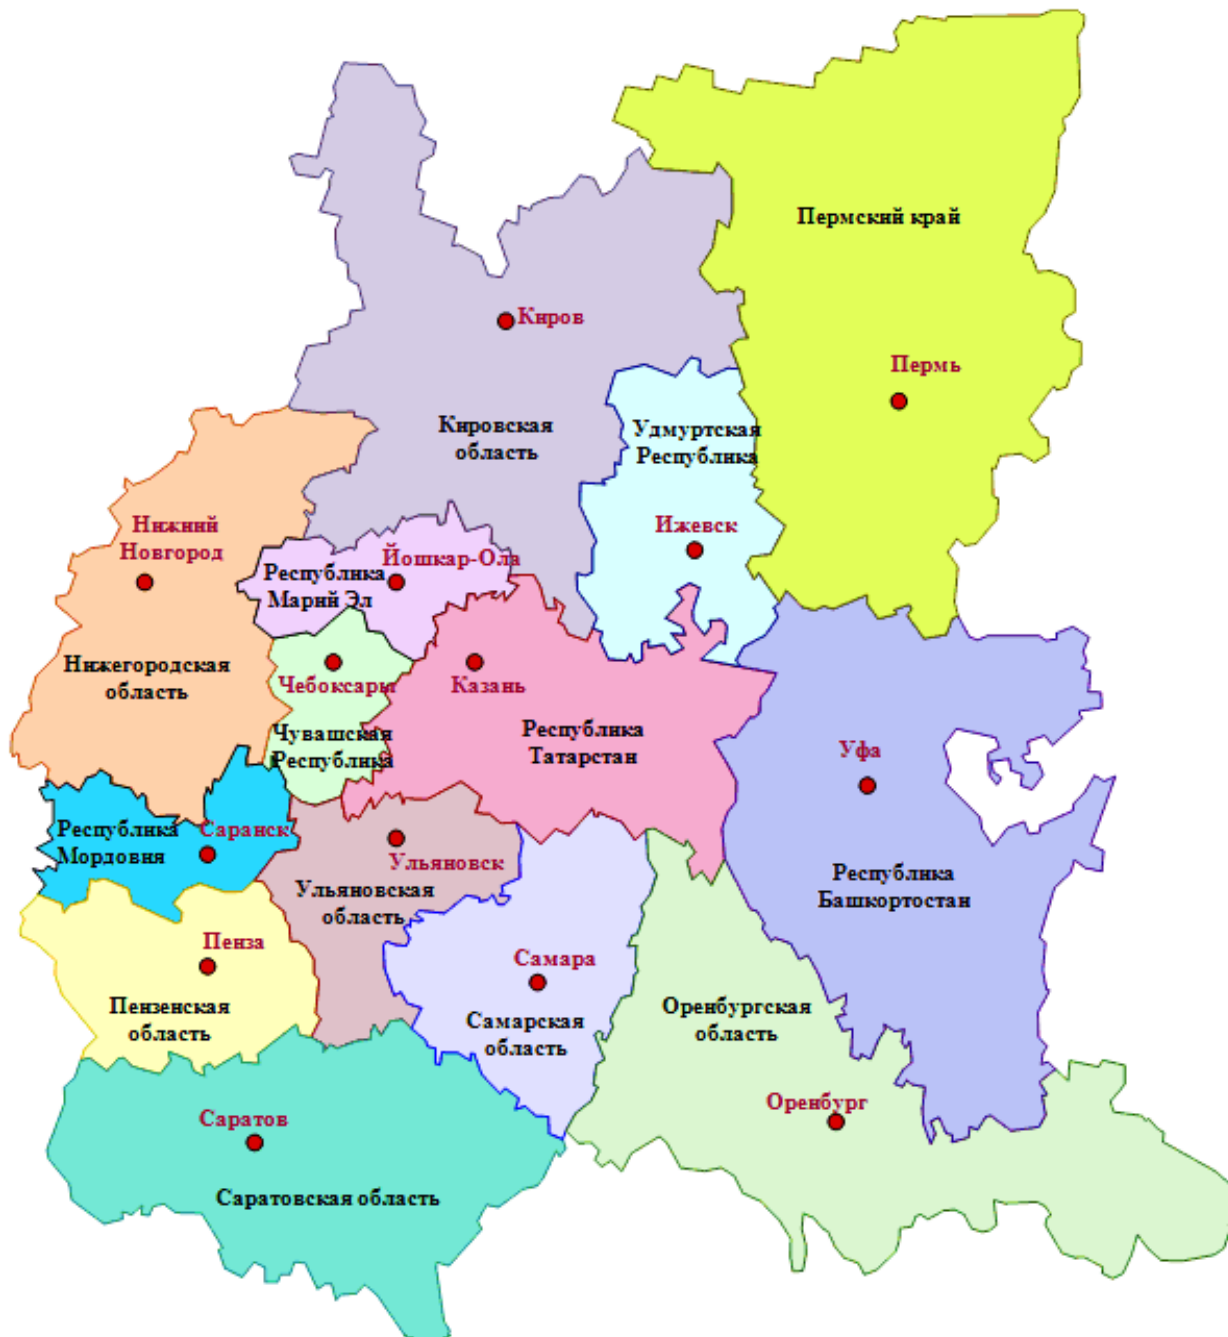 Пермский край
Киров
Пермь
Кировская
область
Удмуртская
Республика
Нижний
Новгород
Ижевск
Йошкар-Ола
Республика
Марий Эл
Нижегородская
область
Чебоксары
Казань
Чувашская
Республика
Республика
Татарстан
Уфа
Республика
Мордовия
Саранск
Ульяновск
Ульяновская
область
Республика
Башкортостан
Пенза
Самара
Пензенская
область
Самарская
область
Оренбургская
область
Саратов
Оренбург
Саратовская область